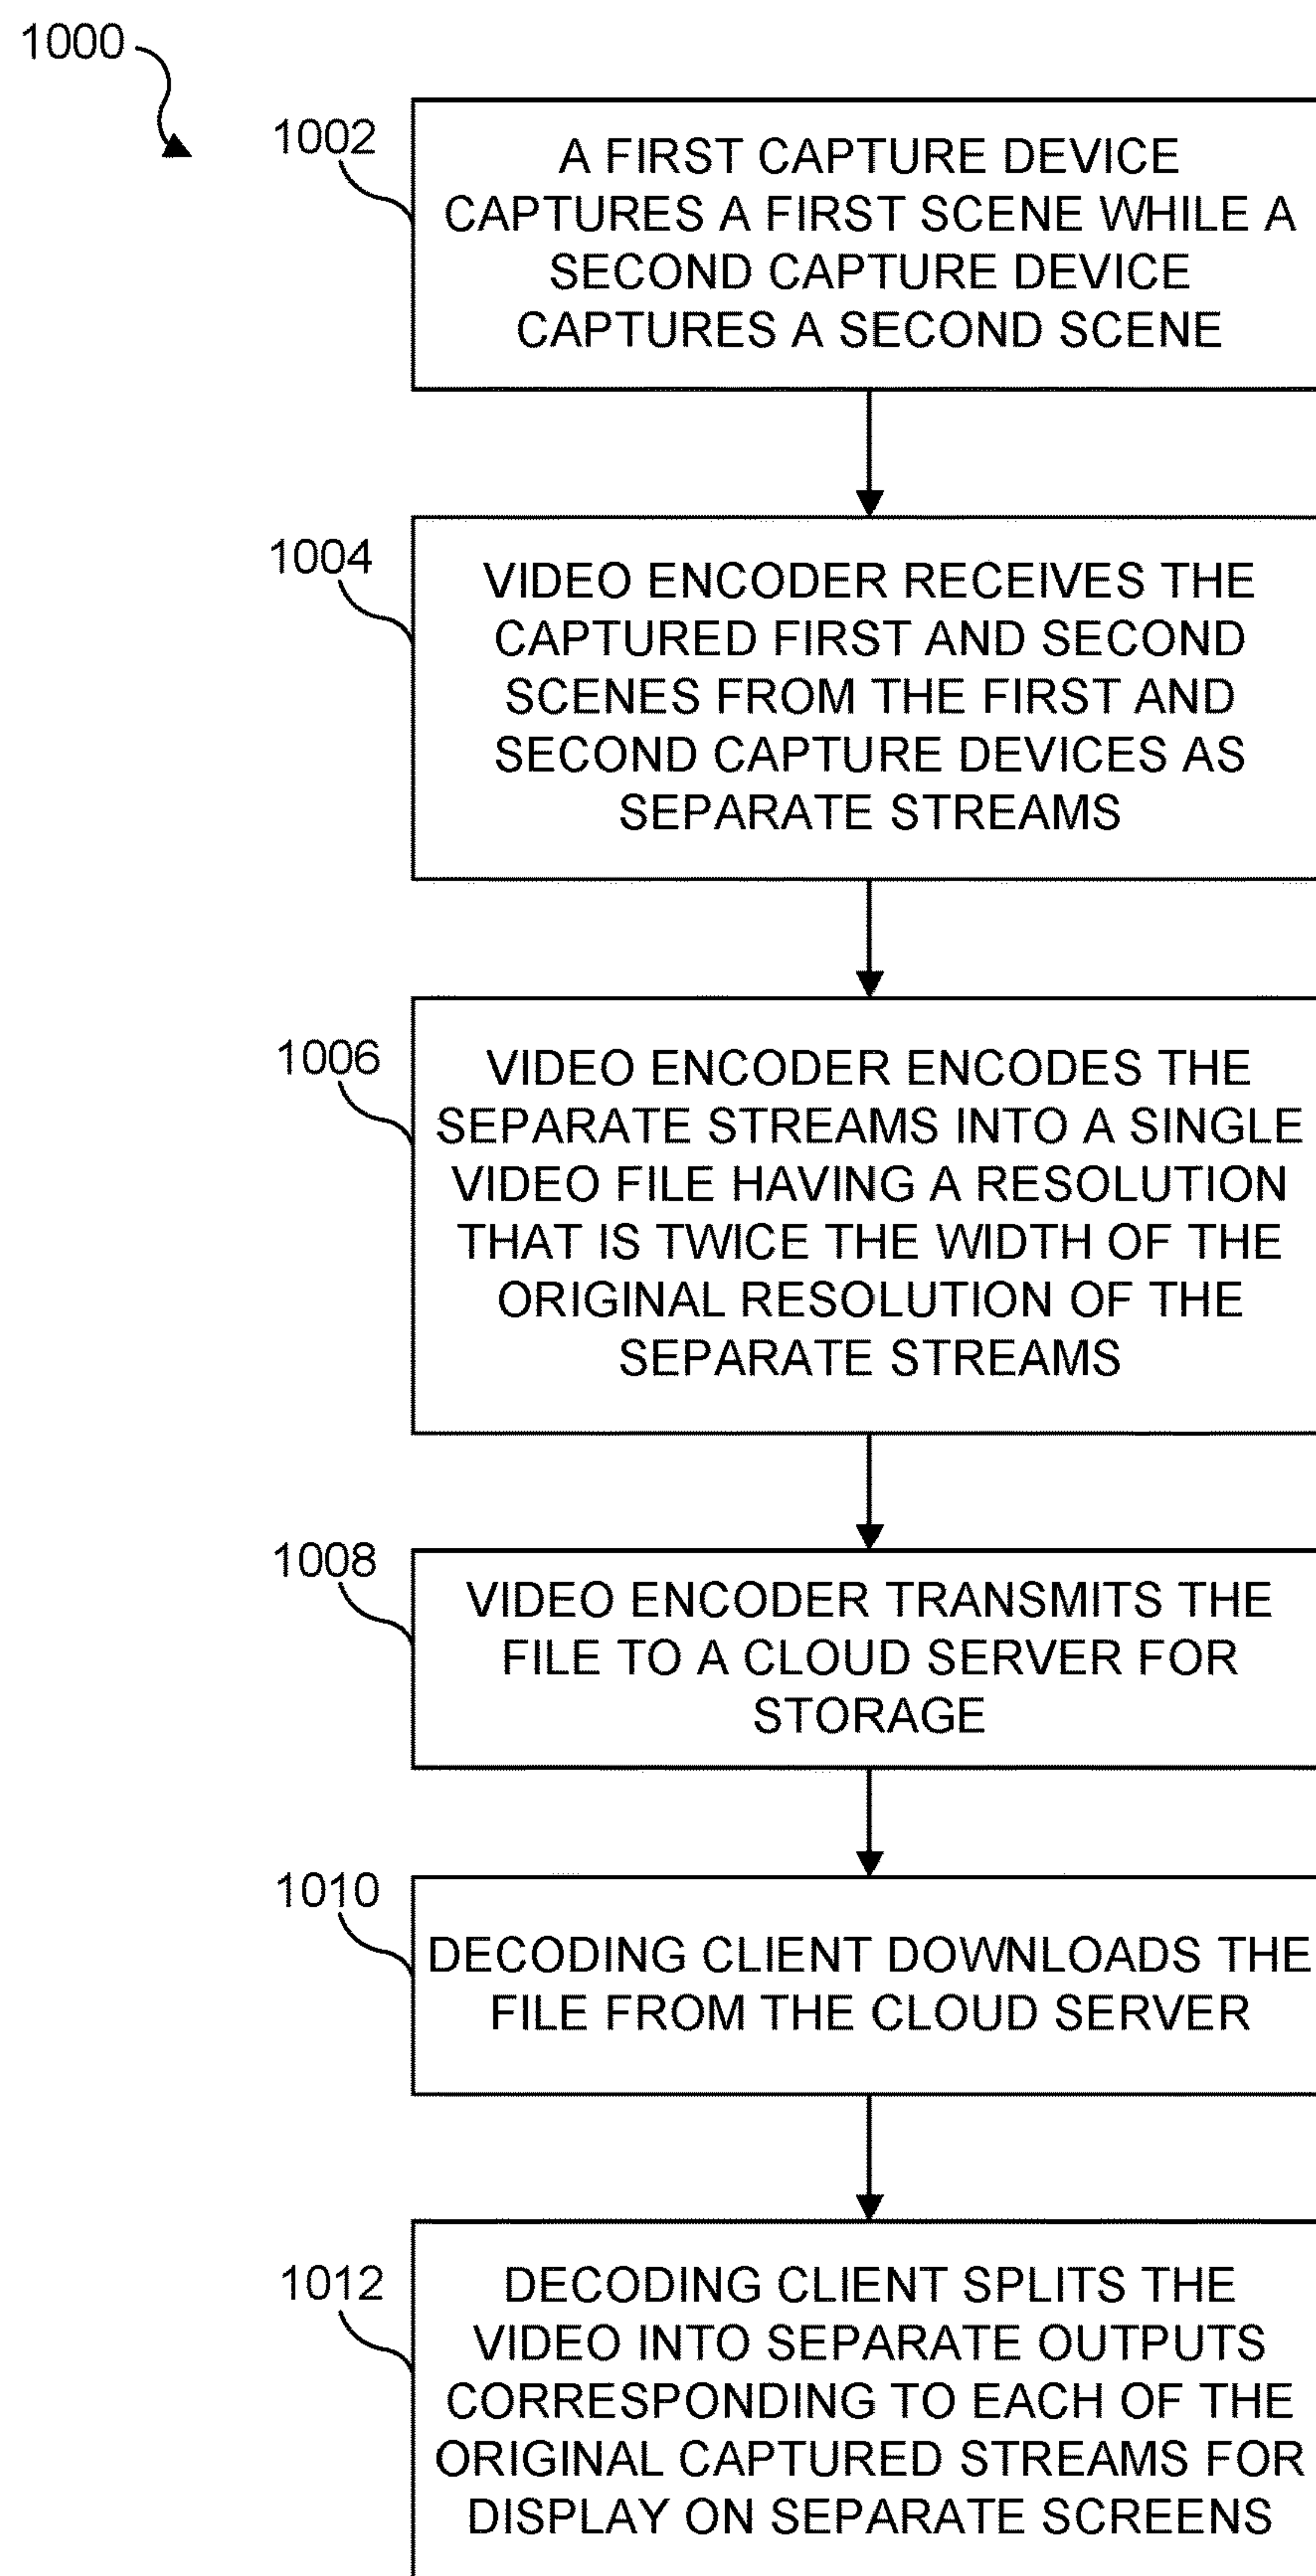 1000
1002
A FIRST CAPTURE DEVICE
CAPTURES A FIRST SCENE WHILE A
SECOND CAPTURE DEVICE
CAPTURES A SECOND SCENE
1004
VIDEO ENCODER RECEIVES THE
CAPTURED FIRST AND SECOND
SCENES FROM THE FIRST AND
SECOND CAPTURE DEVICES AS
SEPARATE STREAMS
1006
VIDEO ENCODER ENCODES THE
SEPARATE STREAMS INTO A SINGLE
VIDEO FILE HAVING A RESOLUTION
THAT IS TWICE THE WIDTH OF THE
ORIGINAL RESOLUTION OF THE
SEPARATE STREAMS
1008
VIDEO ENCODER TRANSMITS THE
FILE TO A CLOUD SERVER FOR
STORAGE
1010
DECODING CLIENT DOWNLOADS THE
FILE FROM THE CLOUD SERVER
1012
DECODING CLIENT SPLITS THE
VIDEO INTO SEPARATE OUTPUTS
CORRESPONDING TO EACH OF THE
ORIGINAL CAPTURED STREAMS FOR
DISPLAY ON SEPARATE SCREENS